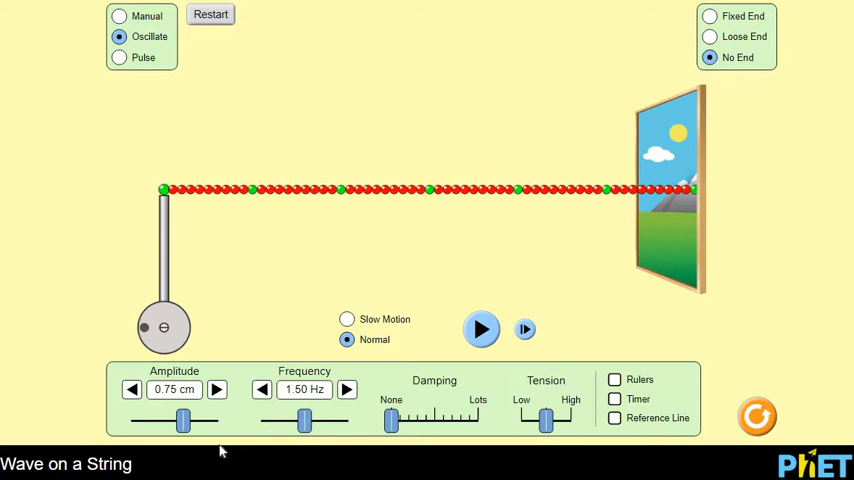 Manual
Oscillate
Pulse
Restart
Fixed End
Loose End
No End
Slow Motion
Normal
Amplitude
0.75 cm
Frequency
1.50 Hz
Damping
None
Lots
Tension
Low
High
Rulers
Timer
Reference Line
Wave on a String
PhET